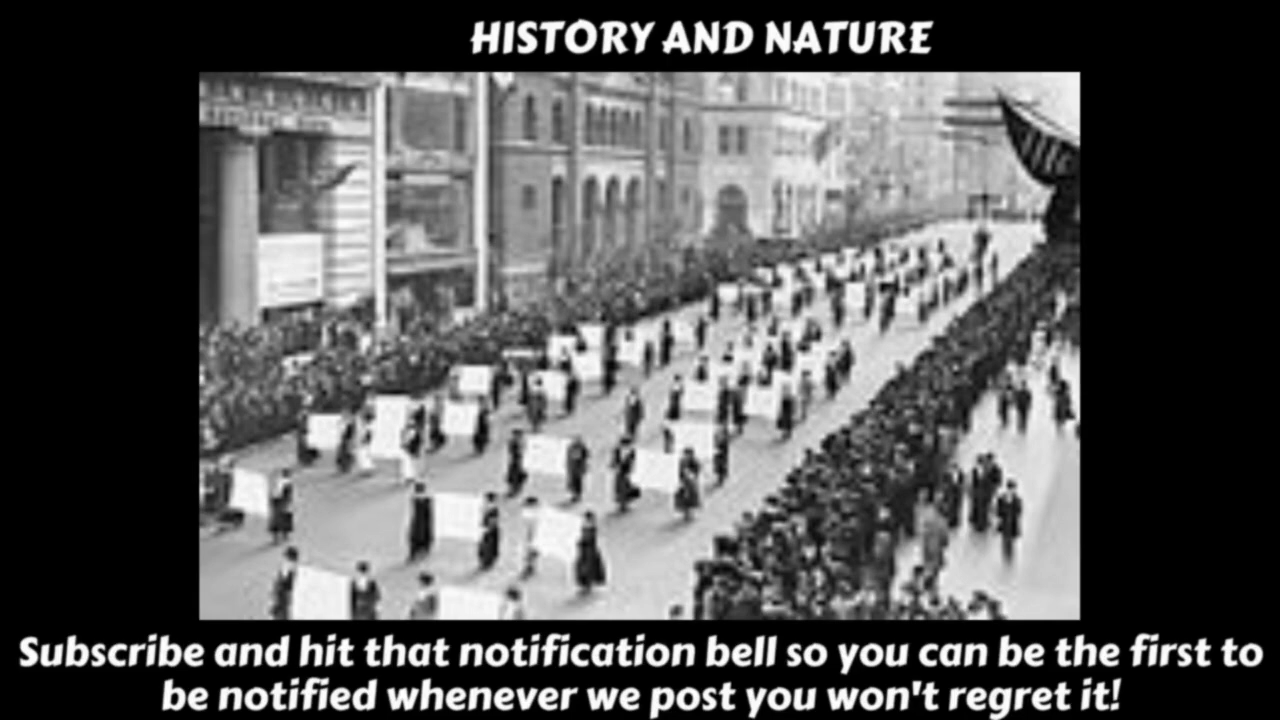 HISTORY AND NATURE
Subscribe and hit that notification bell so you can be the first to
be notified whenever we post you won't regret it!